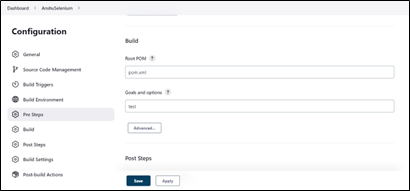 Dashboard > AnshuSelenium >
Configuration
General
Source Code Management
Build Triggers
Build Environment
Pre Steps
Build
Post Steps
Build Settings
Post-build Actions
Build
Root POM ?
pom.xml
Goals and options ?
test
Advanced...
Post Steps
Save
Apply